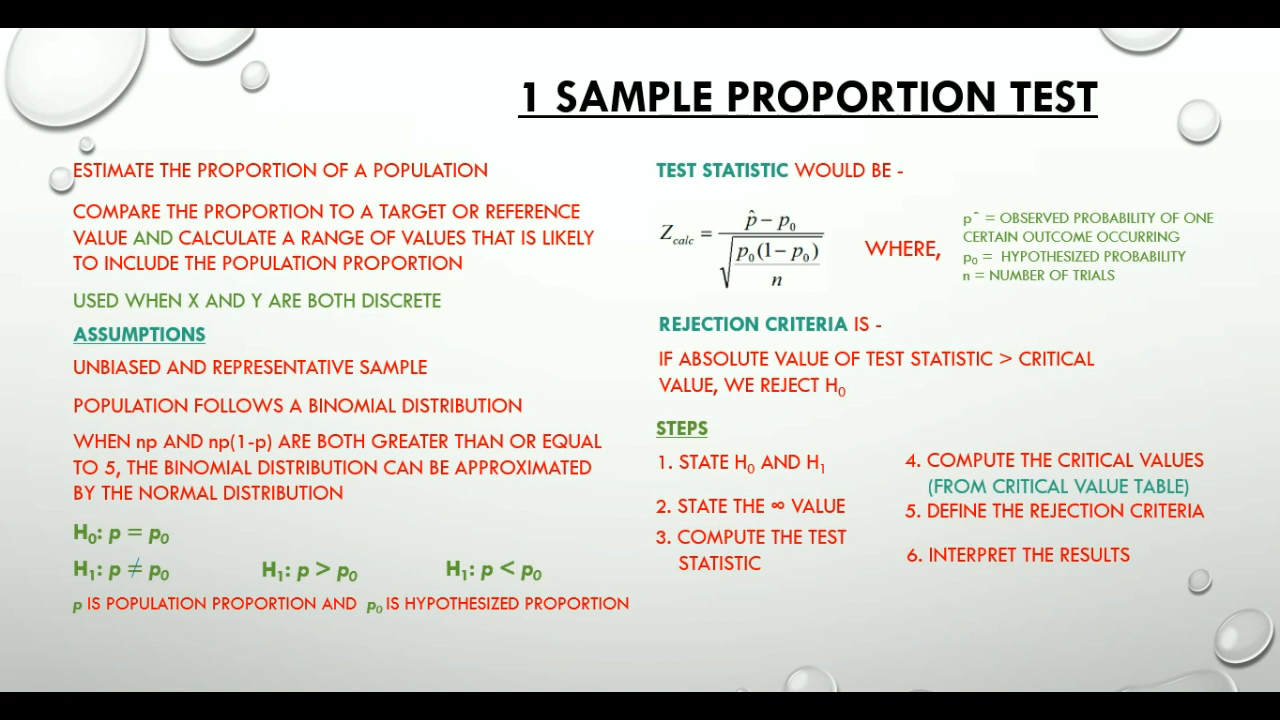 1 SAMPLE PROPORTION TEST
ESTIMATE THE PROPORTION OF A POPULATION
COMPARE THE PROPORTION TO A TARGET OR REFERENCE
VALUE AND CALCULATE A RANGE OF VALUES THAT IS LIKELY
TO INCLUDE THE POPULATION PROPORTION
USED WHEN X AND Y ARE BOTH DISCRETE
ASSUMPTIONS
UNBIASED AND REPRESENTATIVE SAMPLE
POPULATION FOLLOWS A BINOMIAL DISTRIBUTION
WHEN np AND np(1-p) ARE BOTH GREATER THAN OR EQUAL
TO 5, THE BINOMIAL DISTRIBUTION CAN BE APPROXIMATED
BY THE NORMAL DISTRIBUTION
H₀: p = p₀
H₁: p ≠ p₀ H₁: p > p₀ H₁: p < p₀
p IS POPULATION PROPORTION AND p₀ IS HYPOTHESIZED PROPORTION
TEST STATISTIC WOULD BE -
Z_calc = (p̂ − p₀) / √(p₀(1 − p₀) / n)
WHERE,
pˆ = OBSERVED PROBABILITY OF ONE
CERTAIN OUTCOME OCCURRING
p₀ = HYPOTHESIZED PROBABILITY
n = NUMBER OF TRIALS
REJECTION CRITERIA IS -
IF ABSOLUTE VALUE OF TEST STATISTIC > CRITICAL
VALUE, WE REJECT H₀
STEPS
1. STATE H₀ AND H₁
2. STATE THE ∞ VALUE
3. COMPUTE THE TEST
STATISTIC
4. COMPUTE THE CRITICAL VALUES
(FROM CRITICAL VALUE TABLE)
5. DEFINE THE REJECTION CRITERIA
6. INTERPRET THE RESULTS